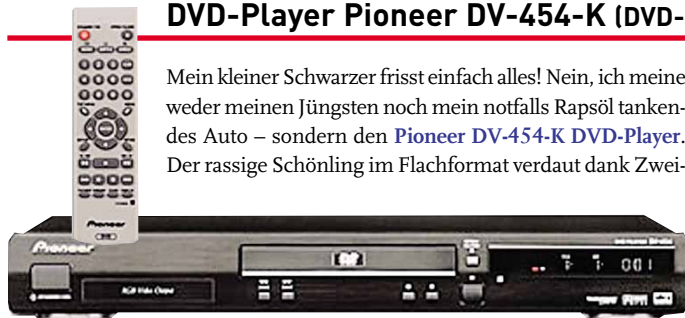 DVD-Player Pioneer DV-454-K (DVD-
Mein kleiner Schwarzer frisst einfach alles! Nein, ich meine
weder meinen Jüngsten noch mein notfalls Rapsöl tanken-
des Auto – sondern den Pioneer DV-454-K DVD-Player.
Der rassige Schönling im Flachformat verdaut dank Zwei-
Pioneer
Pioneer
RGB Video Output
001